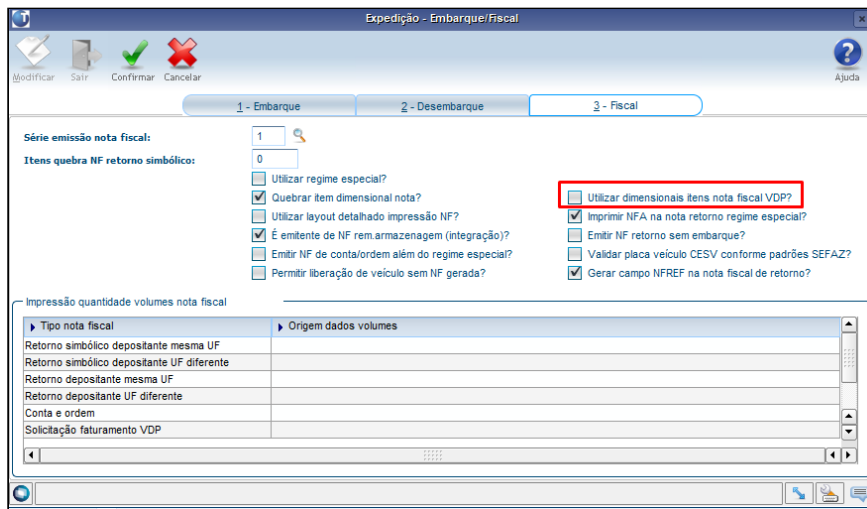 Expedição - Embarque/Fiscal
Modificar Sair Confirmar Cancelar Ajuda
1 - Embarque 2 - Desembarque 3 - Fiscal
Série emissão nota fiscal: 1
Itens quebra NF retorno simbólico: 0
Utilizar regime especial?
Quebrar item dimensional nota? Utilizar dimensionais itens nota fiscal VDP?
Utilizar layout detalhado impressão NF? Imprimir NFA na nota retorno regime especial?
É emitente de NF rem.armazenagem (integração)? Emitir NF retorno sem embarque?
Emitir NF de conta/ordem além do regime especial? Validar placa veículo CESV conforme padrões SEFAZ?
Permitir liberação de veículo sem NF gerada? Gerar campo NFREF na nota fiscal de retorno?
Impressão quantidade volumes nota fiscal
Tipo nota fiscal Origem dados volumes
Retorno simbólico depositante mesma UF
Retorno simbólico depositante UF diferente
Retorno depositante mesma UF
Retorno depositante UF diferente
Conta e ordem
Solicitação faturamento VDP